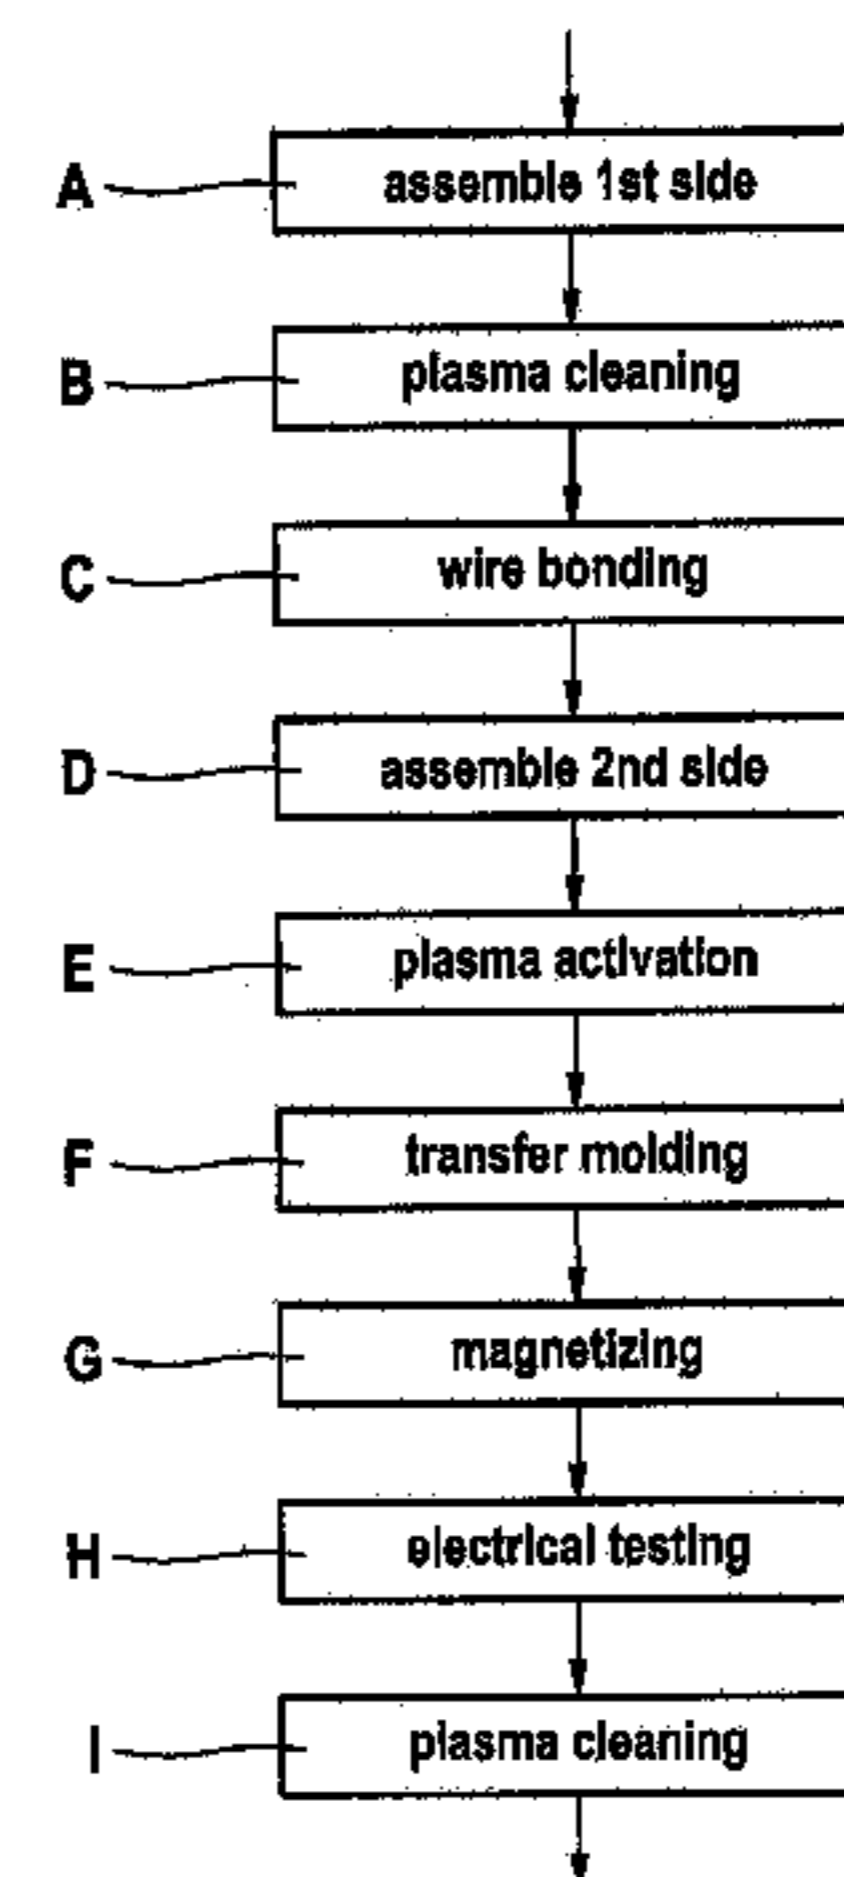 A assemble 1st side
B plasma cleaning
C wire bonding
D assemble 2nd side
E plasma activation
F transfer molding
G magnetizing
H electrical testing
I plasma cleaning